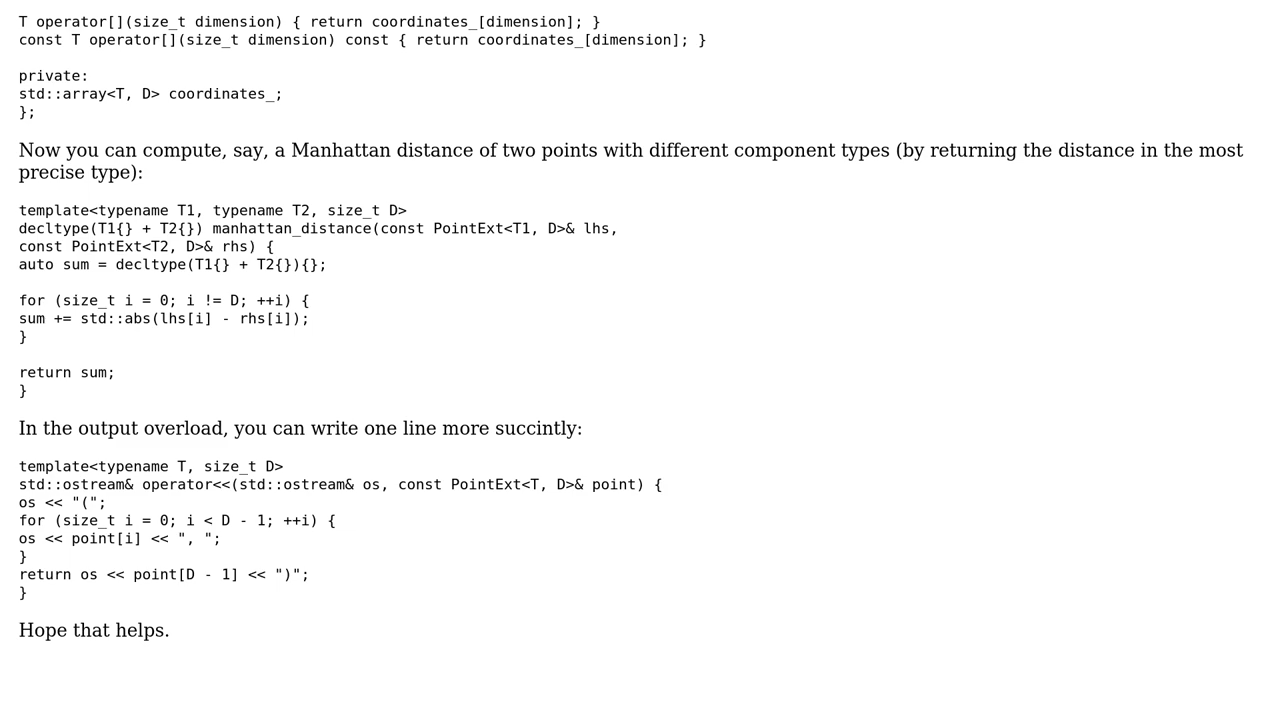 T operator[](size_t dimension) { return coordinates_[dimension]; }
const T operator[](size_t dimension) const { return coordinates_[dimension]; }
private:
std::array<T, D> coordinates_;
};
Now you can compute, say, a Manhattan distance of two points with different component types (by returning the distance in the most
precise type):
template<typename T1, typename T2, size_t D>
decltype(T1{} + T2{}) manhattan_distance(const PointExt<T1, D>& lhs,
const PointExt<T2, D>& rhs) {
auto sum = decltype(T1{} + T2{}){};
for (size_t i = 0; i != D; ++i) {
sum += std::abs(lhs[i] - rhs[i]);
}
return sum;
}
In the output overload, you can write one line more succintly:
template<typename T, size_t D>
std::ostream& operator<<(std::ostream& os, const PointExt<T, D>& point) {
os << "(";
for (size_t i = 0; i < D - 1; ++i) {
os << point[i] << ", ";
}
return os << point[D - 1] << ")";
}
Hope that helps.